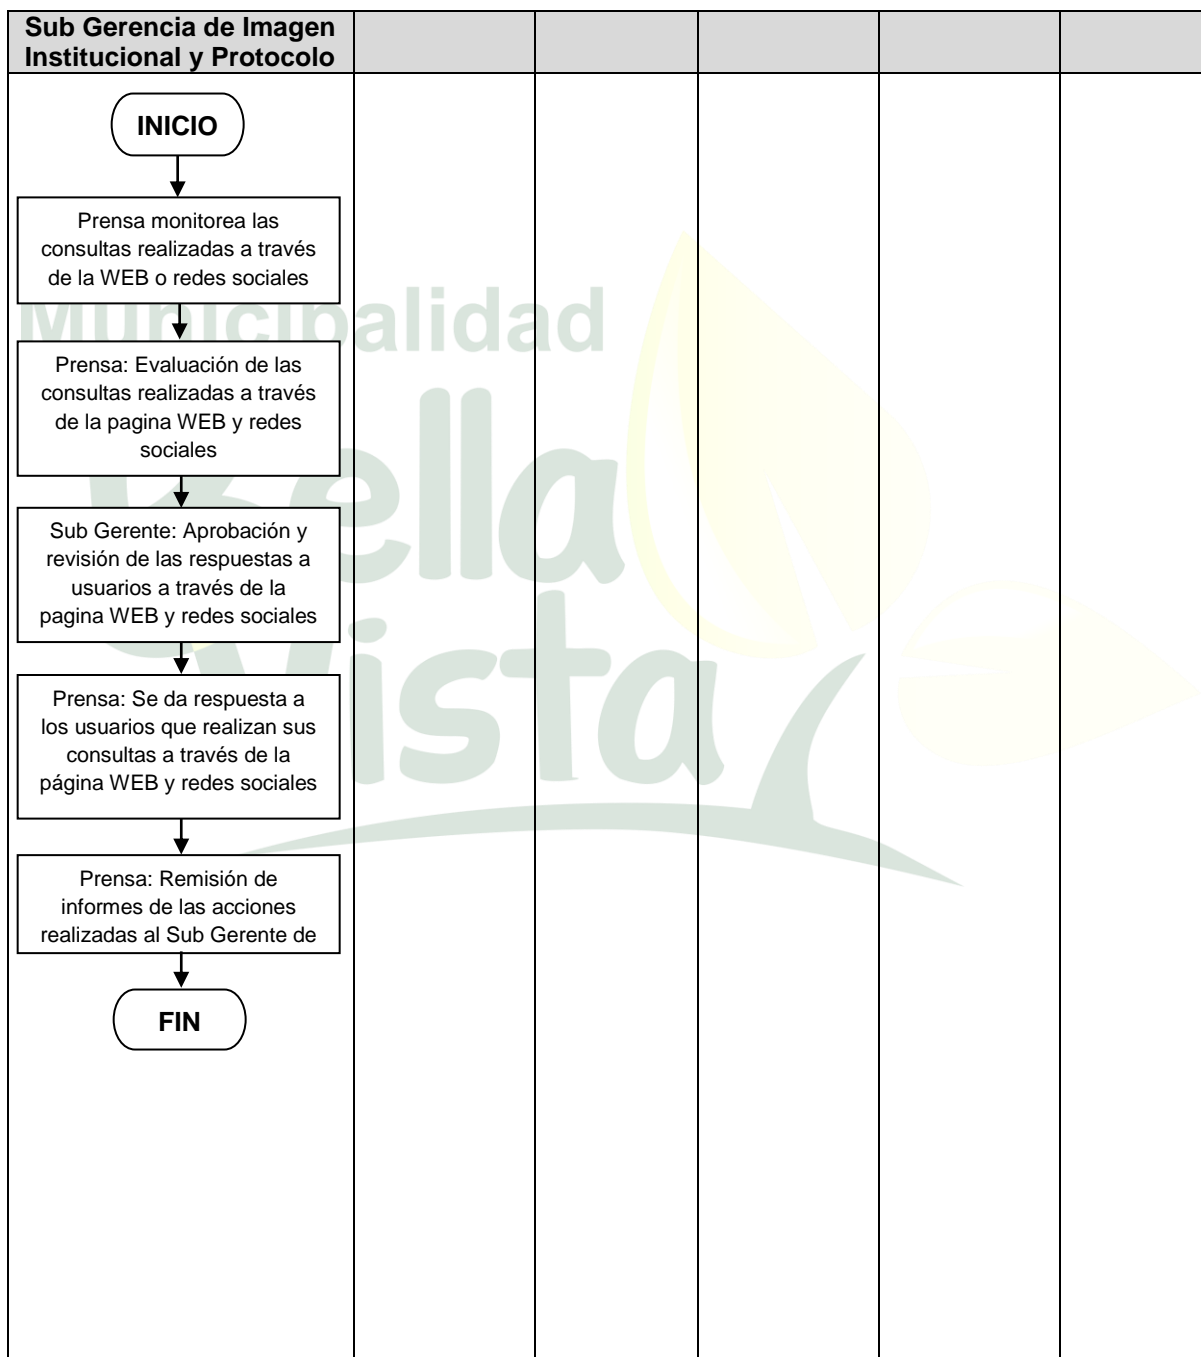 Sub Gerencia de Imagen
Institucional y Protocolo
INICIO
Prensa monitorea las
consultas realizadas a través
de la WEB o redes sociales
Municipalidad
Prensa: Evaluación de las
consultas realizadas a través
de la pagina WEB y redes
sociales
Bella
Sub Gerente: Aprobación y
revisión de las respuestas a
usuarios a través de la
pagina WEB y redes sociales
Vista
Prensa: Se da respuesta a
los usuarios que realizan sus
consultas a través de la
página WEB y redes sociales
Prensa: Remisión de
informes de las acciones
realizadas al Sub Gerente de
FIN